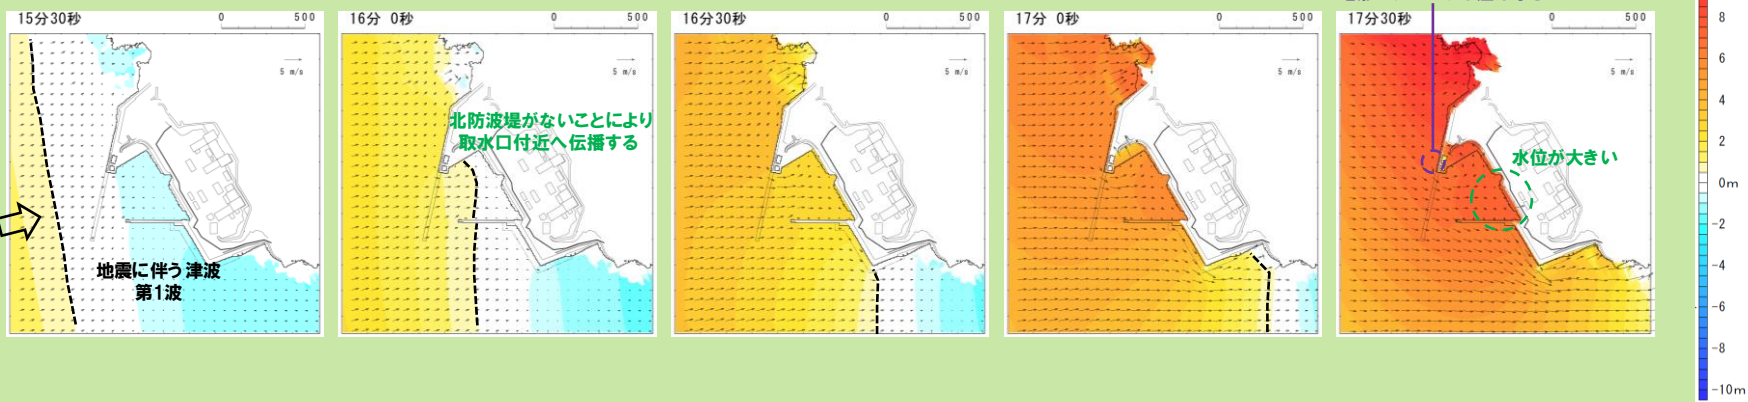 15分30秒
0 500
5 m/s
地震に伴う津波
第1波
16分 0秒
0 500
5 m/s
北防波堤がないことにより
取水口付近へ伝播する
16分30秒
0 500
5 m/s
17分 0秒
0 500
5 m/s
17分30秒
0 500
5 m/s
水位が大きい
8
6
4
2
0m
-2
-4
-6
-8
-10m